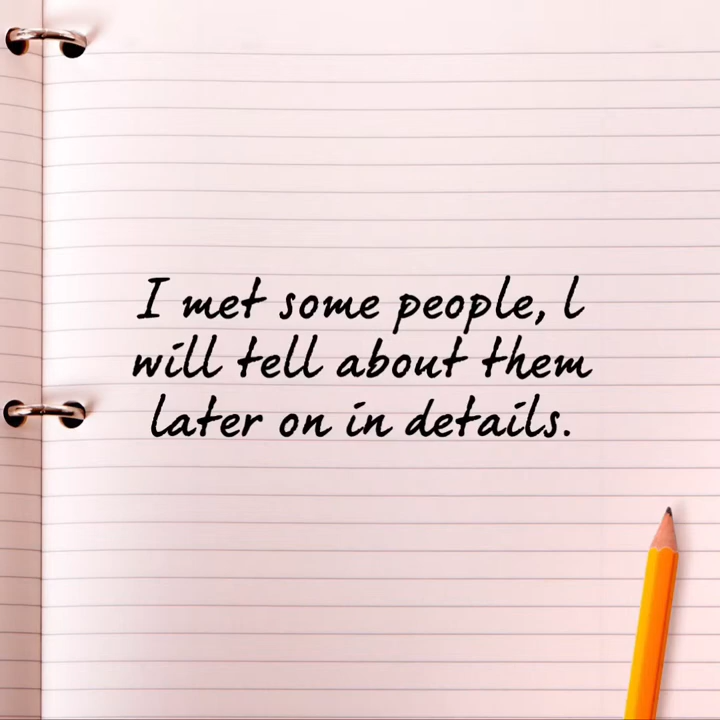 I met some people, l
will tell about them
later on in details.